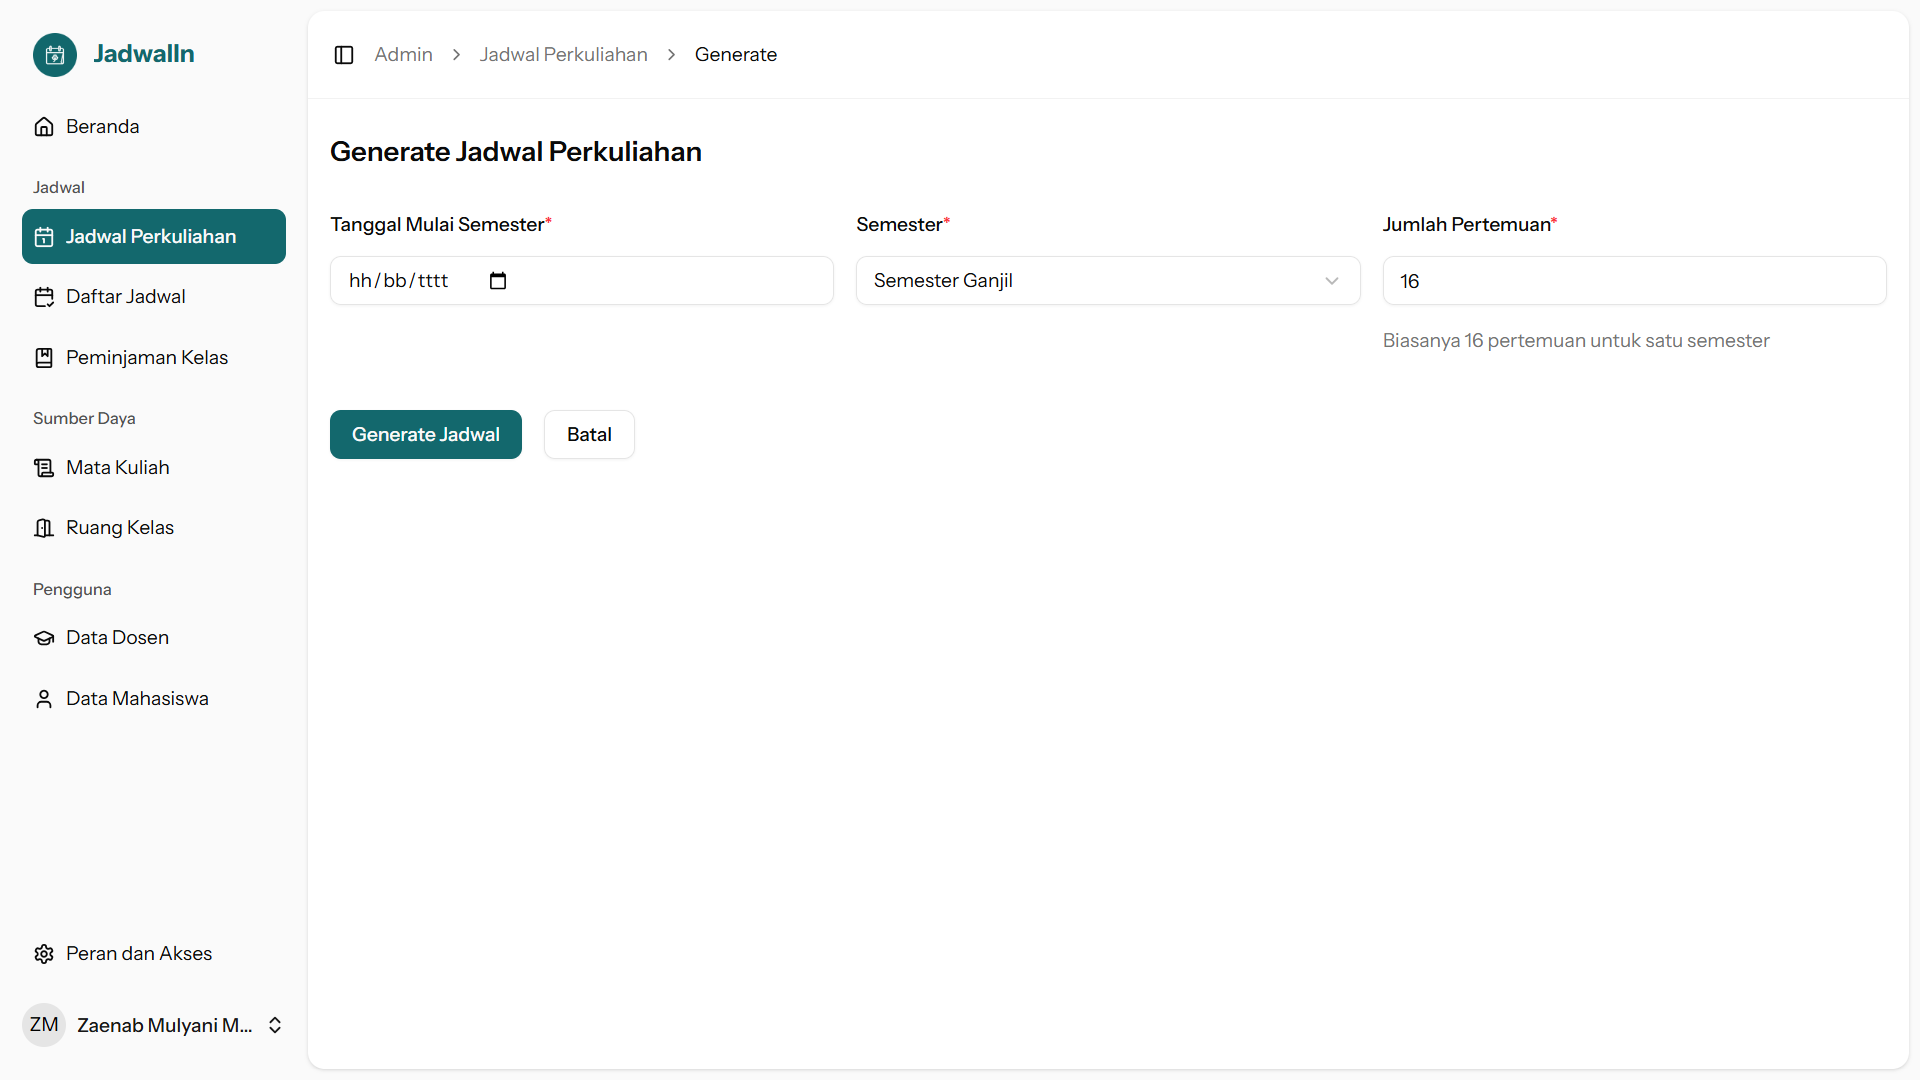 JadwalIn
Beranda
Jadwal
Jadwal Perkuliahan
Daftar Jadwal
Peminjaman Kelas
Sumber Daya
Mata Kuliah
Ruang Kelas
Pengguna
Data Dosen
Data Mahasiswa
Peran dan Akses
ZM Zaenab Mulyani M...
Admin > Jadwal Perkuliahan > Generate
Generate Jadwal Perkuliahan
Tanggal Mulai Semester*
hh/bb/tttt
Semester*
Semester Ganjil
Jumlah Pertemuan*
16
Biasanya 16 pertemuan untuk satu semester
Generate Jadwal
Batal